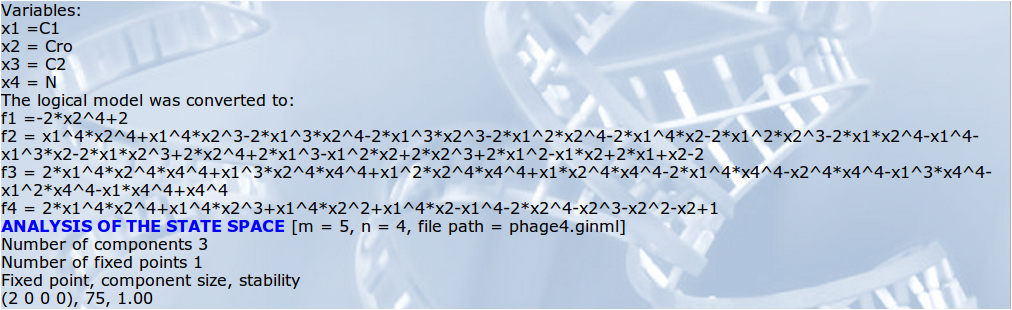 Variables:
x1 =C1
x2 = Cro
x3 = C2
x4 = N
The logical model was converted to:
f1 =-2*x2^4+2
f2 = x1^4*x2^4+x1^4*x2^3-2*x1^3*x2^4-2*x1^3*x2^3-2*x1^2*x2^4-2*x1^4*x2-2*x1^2*x2^3-2*x1*x2^4-x1^4-
x1^3*x2-2*x1*x2^3+2*x2^4+2*x1^3-x1^2*x2+2*x2^3+2*x1^2-x1*x2+2*x1+x2-2
f3 = 2*x1^4*x2^4*x4^4+x1^3*x2^4*x4^4+x1^2*x2^4*x4^4+x1*x2^4*x4^4-2*x1^4*x4^4-x2^4*x4^4-x1^3*x4^4-
x1^2*x4^4-x1*x4^4+x4^4
f4 = 2*x1^4*x2^4+x1^4*x2^3+x1^4*x2^2+x1^4*x2-x1^4-2*x2^4-x2^3-x2^2-x2+1
ANALYSIS OF THE STATE SPACE [m = 5, n = 4, file path = phage4.ginml]
Number of components 3
Number of fixed points 1
Fixed point, component size, stability
(2 0 0 0), 75, 1.00